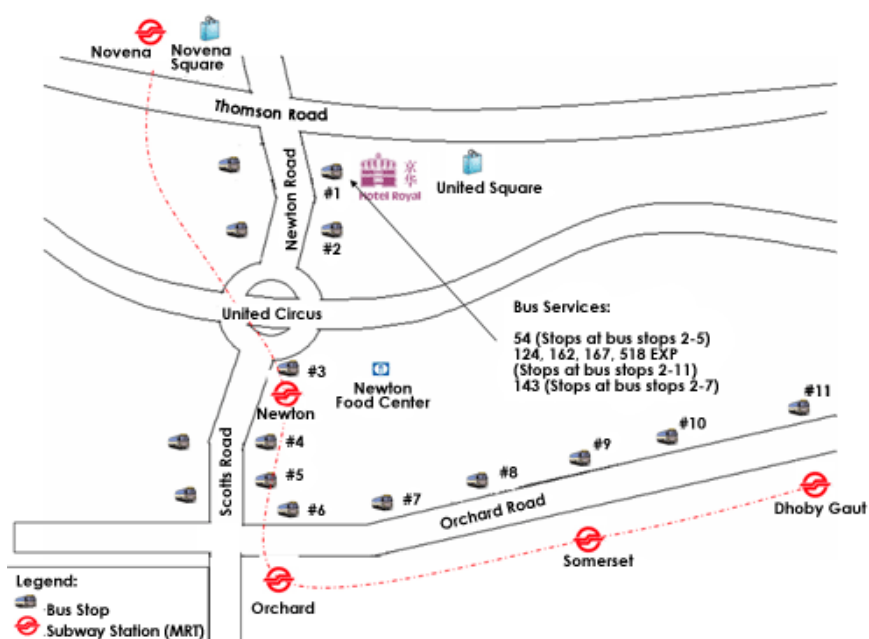 Novena
Novena
Square
Thomson Road
Newton Road
#1
京
华
Hotel Royal
United Square
#2
United Circus
Bus Services:
54 (Stops at bus stops 2-5)
124, 162, 167, 518 EXP
(Stops at bus stops 2-11)
143 (Stops at bus stops 2-7)
#3
Newton
Food Center
Newton
#11
#10
#9
#4
#5
#8
#7
#6
Scotts Road
Orchard Road
Dhoby Gaut
Somerset
Orchard
Legend:
Bus Stop
Subway Station (MRT)